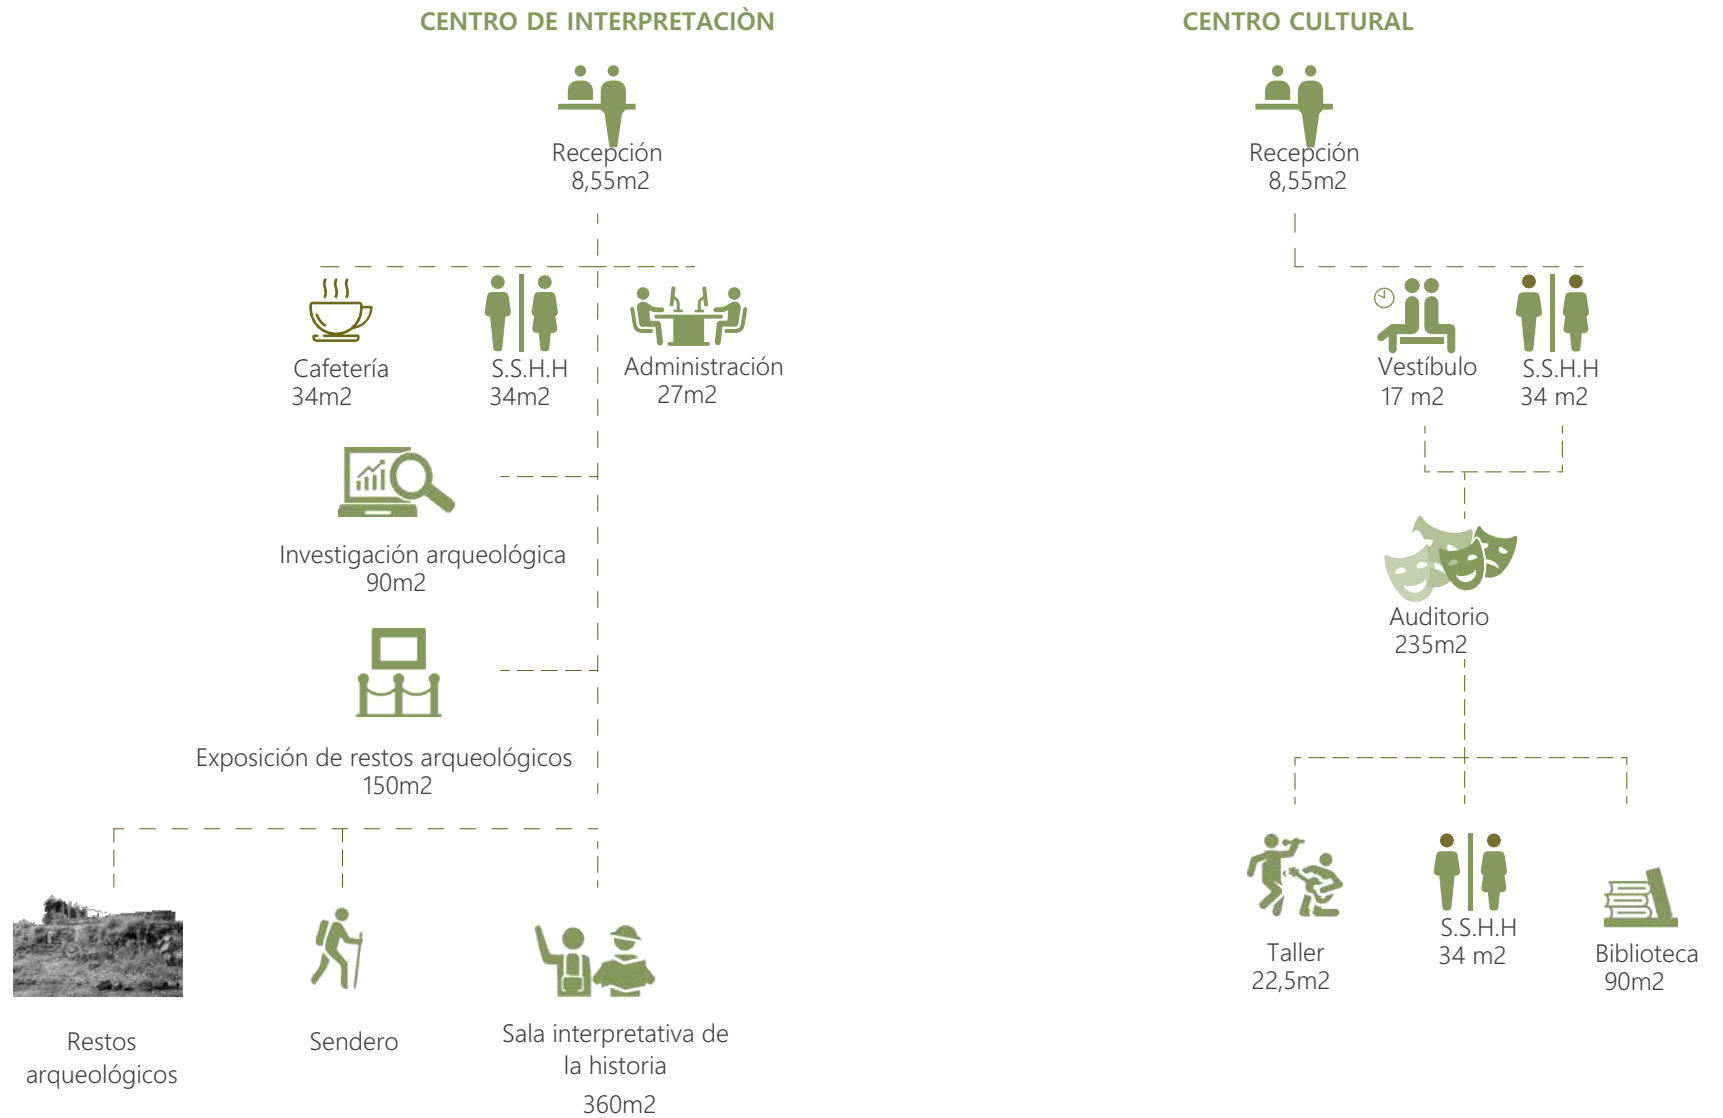 CENTRO DE INTERPRETACIÒN
Recepción
8,55m2
Cafetería
34m2
S.S.H.H
34m2
Administración
27m2
Investigación arqueológica
90m2
Exposición de restos arqueológicos
150m2
Restos
arqueológicos
Sendero
Sala interpretativa de
la historia
360m2
CENTRO CULTURAL
Recepción
8,55m2
Vestíbulo
17 m2
S.S.H.H
34 m2
Auditorio
235m2
Taller
22,5m2
S.S.H.H
34 m2
Biblioteca
90m2